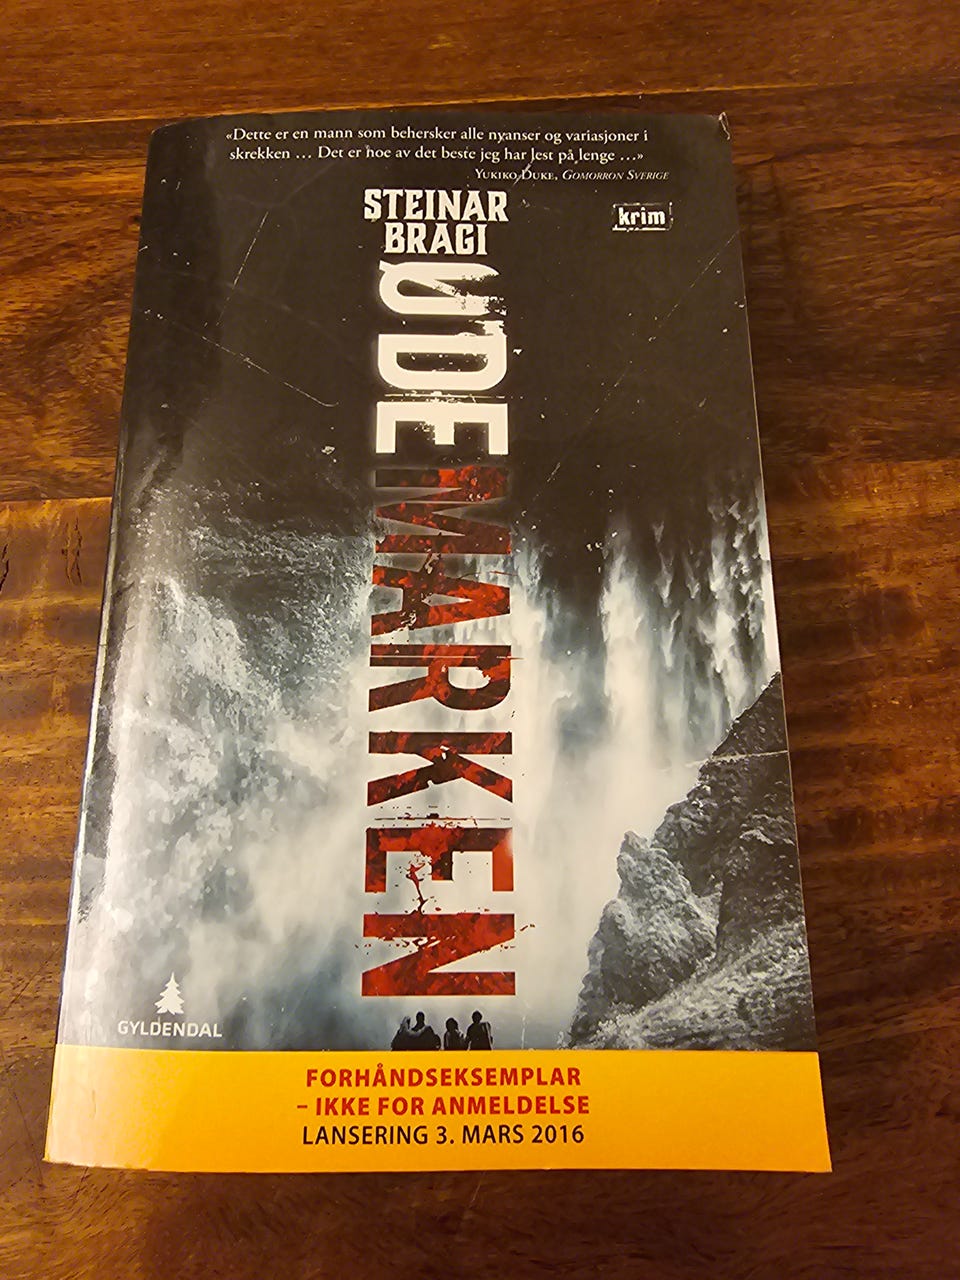 «Dette er en mann som behersker alle nyanser og variasjoner i
skrekken ... Det er noe av det beste jeg har lest på lenge ...»
YUKIKO DUKE, GOMORRON SVERIGE
STEINAR
BRAGI
krim
ØDEMARKEN
GYLDENDAL
FORHÅNDSEKSEMPLAR
– IKKE FOR ANMELDELSE
LANSERING 3. MARS 2016